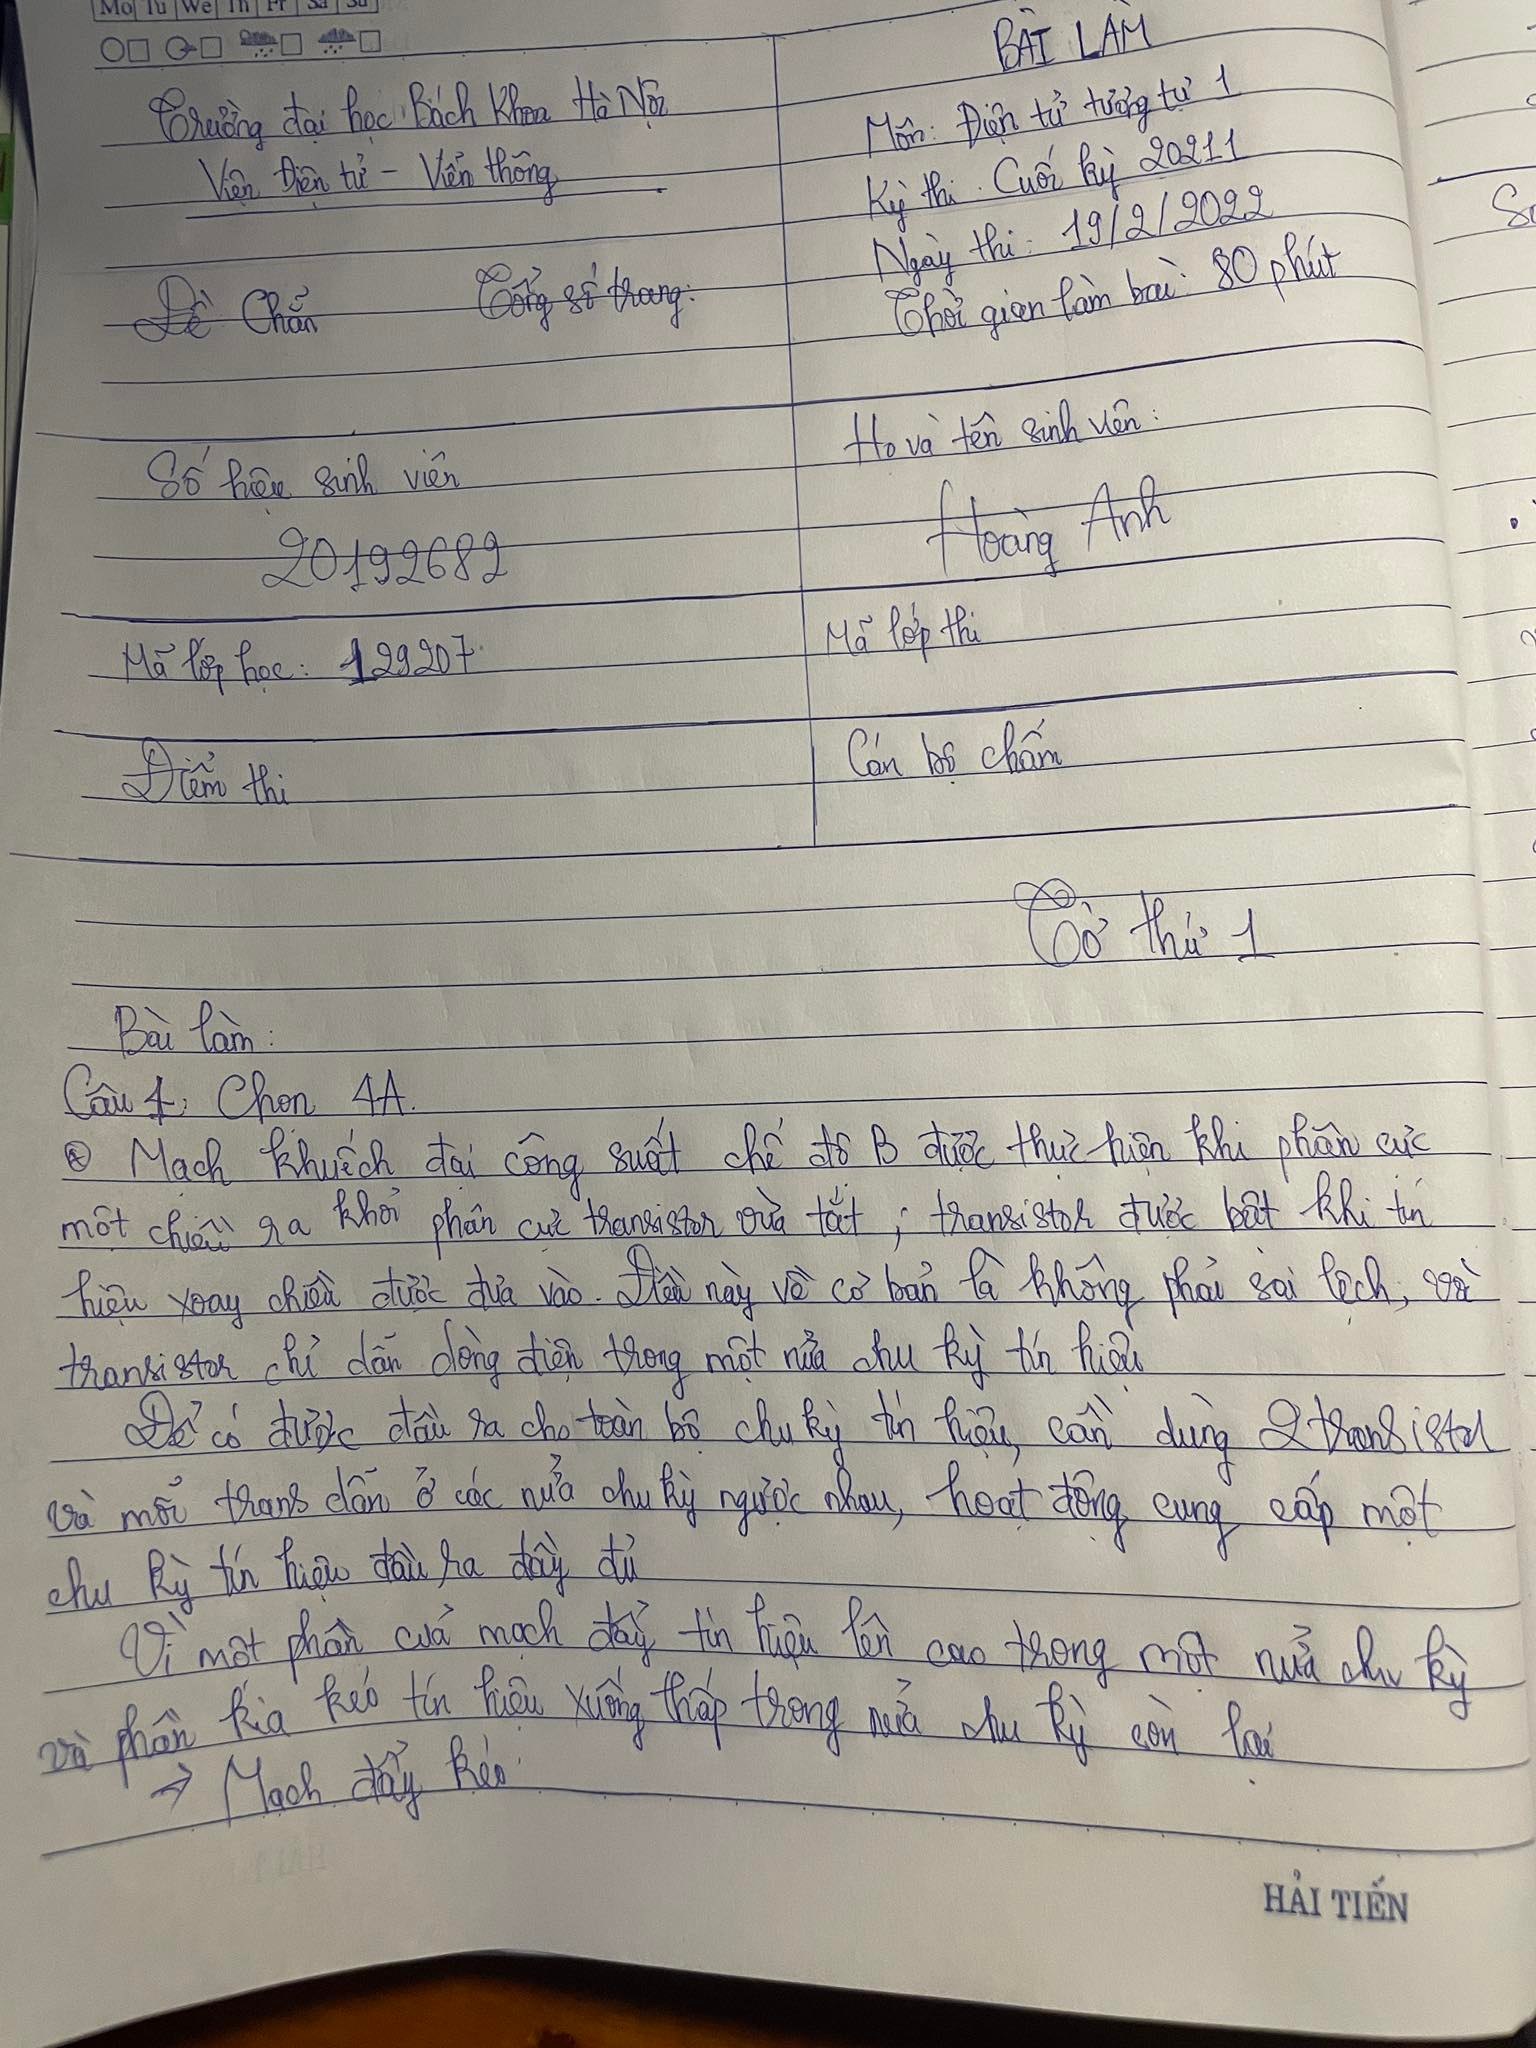 Mo Tu We Th Fr Sa Su
BÀI LÀM
Trường đại học Bách Khoa Hà Nội
Môn: Điện tử tương tự 1
Viện Điện tử - Viễn thông
Kỳ thi: Cuối kỳ 20211
Ngày thi: 19/2/2022
Đề Chẵn Tổng số trang:
Thời gian làm bài: 80 phút
Số hiệu sinh viên
Họ và tên sinh viên:
20192682
Hoàng Anh
Mã lớp học: 129207
Mã lớp thi
Điểm thi
Cán bộ chấm
Tờ thứ 1
Bài làm:
Câu 1: Chọn 4A.
Mạch khuếch đại công suất chế độ B được thực hiện khi phân cực
một chiều ra khỏi phân cực transistor vừa tắt, transistor được bật khi tín
hiệu xoay chiều được đưa vào. Điều này về cơ bản là không phải sai lệch, và
transistor chỉ dẫn dòng điện trong một nửa chu kỳ tín hiệu
Để có được đầu ra cho toàn bộ chu kỳ tín hiệu, cần dùng 2 transistor
và mỗi trans dẫn ở các nửa chu kỳ ngược nhau, hoạt động cung cấp một
chu kỳ tín hiệu đầu ra đầy đủ
Vì một phần của mạch đẩy tín hiệu lên cao trong một nửa chu kỳ
và phần kia kéo tín hiệu xuống thấp trong nửa chu kỳ còn lại
→ Mạch đẩy kéo.
HẢI TIẾN